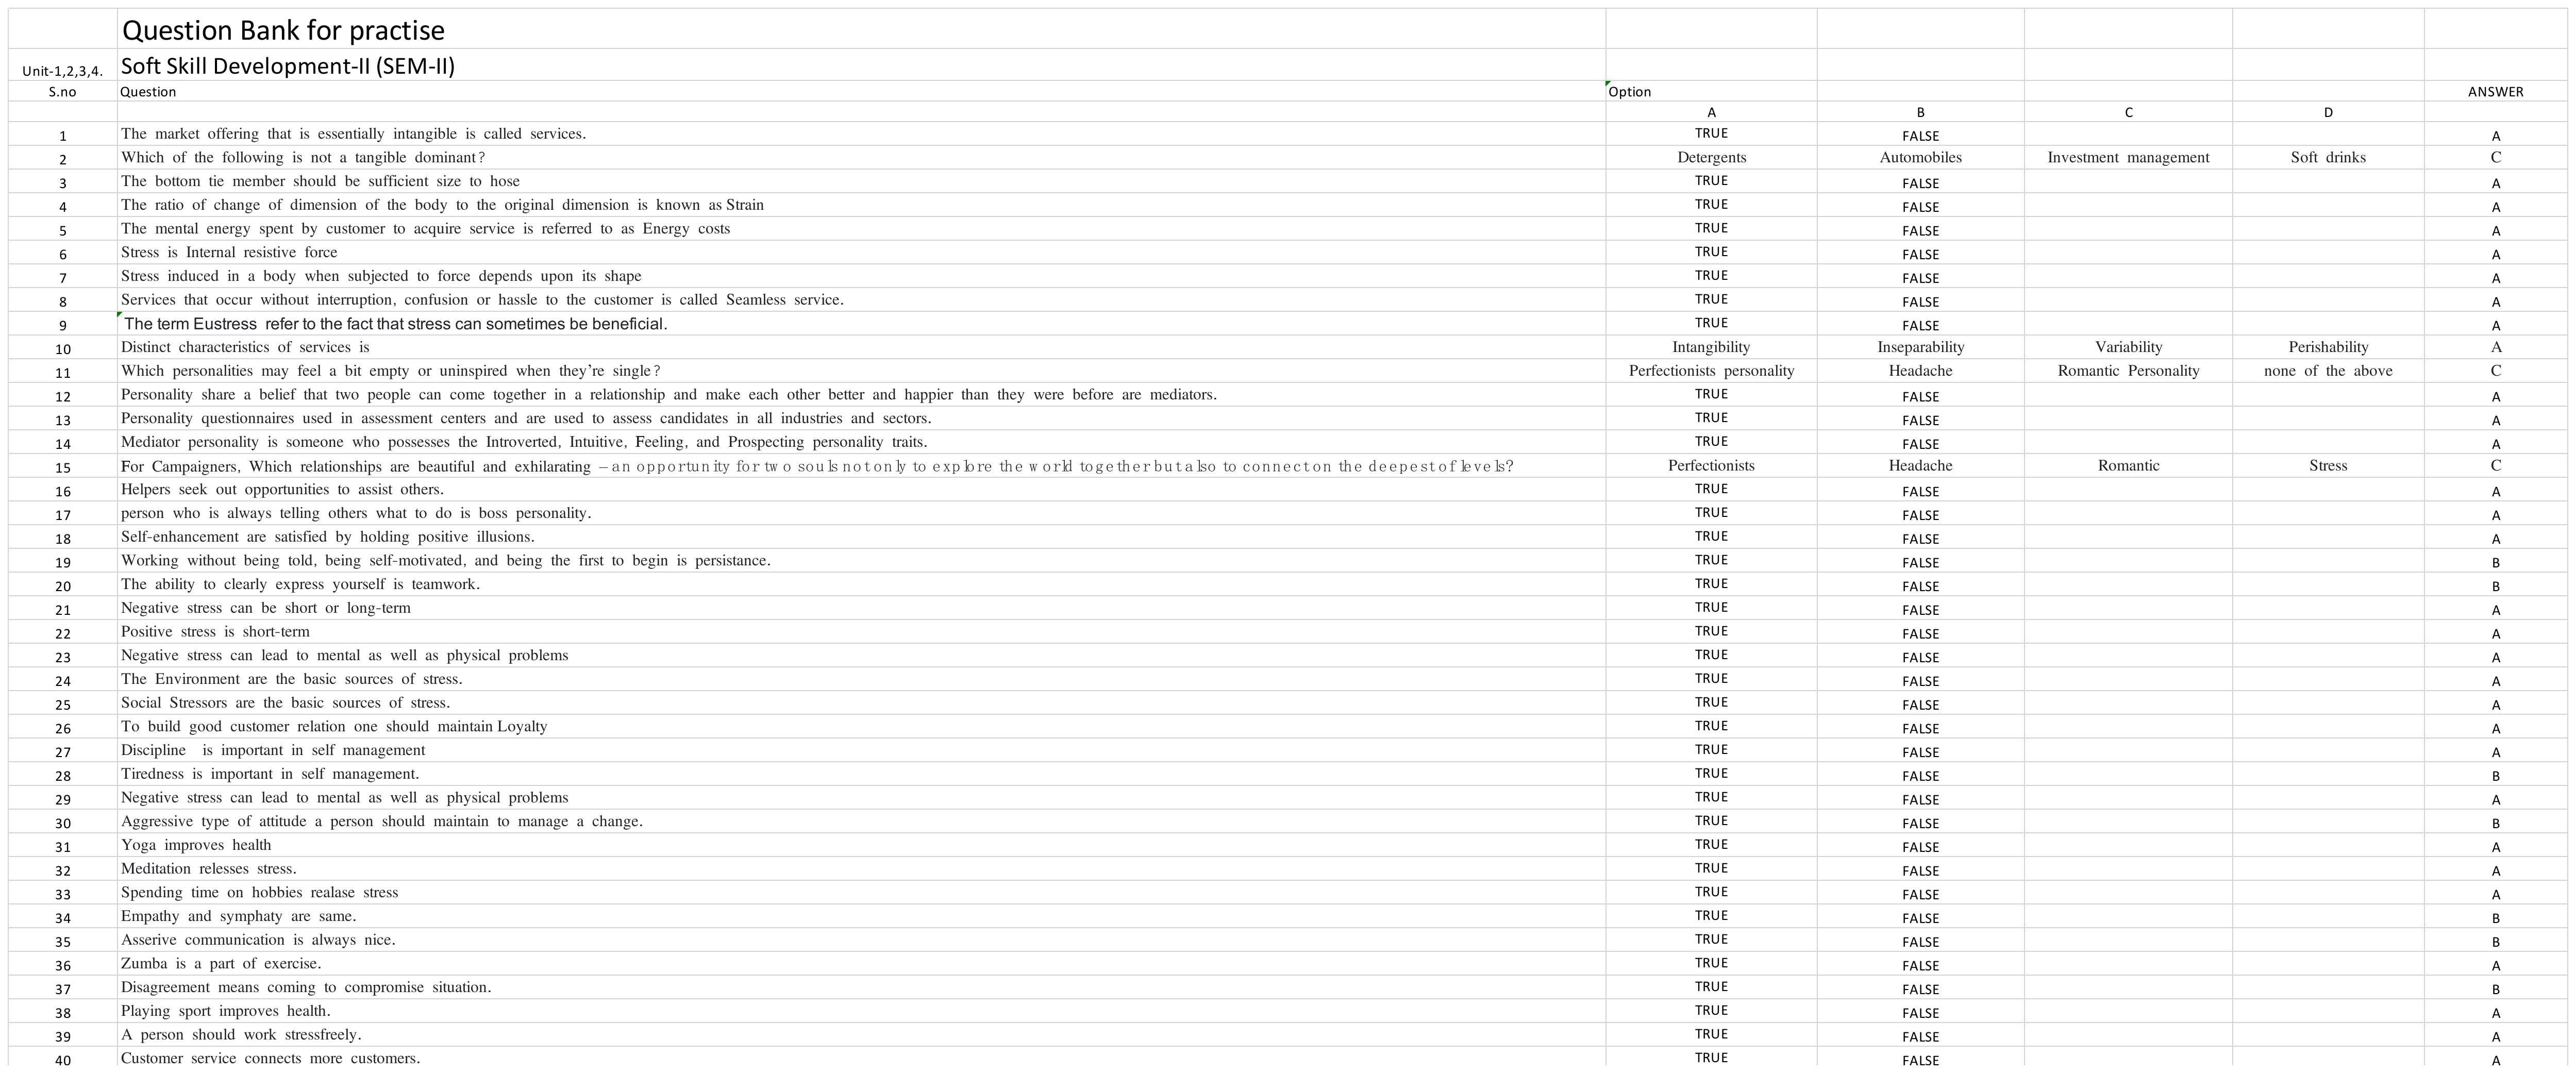 Question Bank for practise
Unit-1,2,3,4. Soft Skill Development-II (SEM-II)
S.no Question Option ANSWER
A B C D
1 The market offering that is essentially intangible is called services. TRUE FALSE A
2 Which of the following is not a tangible dominant? Detergents Automobiles Investment management Soft drinks C
3 The bottom tie member should be sufficient size to hose TRUE FALSE A
4 The ratio of change of dimension of the body to the original dimension is known as Strain TRUE FALSE A
5 The mental energy spent by customer to acquire service is referred to as Energy costs TRUE FALSE A
6 Stress is Internal resistive force TRUE FALSE A
7 Stress induced in a body when subjected to force depends upon its shape TRUE FALSE A
8 Services that occur without interruption, confusion or hassle to the customer is called Seamless service. TRUE FALSE A
9 The term Eustress refer to the fact that stress can sometimes be beneficial. TRUE FALSE A
10 Distinct characteristics of services is Intangibility Inseparability Variability Perishability A
11 Which personalities may feel a bit empty or uninspired when they’re single? Perfectionists personality Headache Romantic Personality none of the above C
12 Personality share a belief that two people can come together in a relationship and make each other better and happier than they were before are mediators. TRUE FALSE A
13 Personality questionnaires used in assessment centers and are used to assess candidates in all industries and sectors. TRUE FALSE A
14 Mediator personality is someone who possesses the Introverted, Intuitive, Feeling, and Prospecting personality traits. TRUE FALSE A
15 For Campaigners, Which relationships are beautiful and exhilarating – an opportunity for two souls not only to explore the world together but also to connect on the deepest of levels? Perfectionists Headache Romantic Stress C
16 Helpers seek out opportunities to assist others. TRUE FALSE A
17 person who is always telling others what to do is boss personality. TRUE FALSE A
18 Self-enhancement are satisfied by holding positive illusions. TRUE FALSE A
19 Working without being told, being self-motivated, and being the first to begin is persistance. TRUE FALSE B
20 The ability to clearly express yourself is teamwork. TRUE FALSE B
21 Negative stress can be short or long-term TRUE FALSE A
22 Positive stress is short-term TRUE FALSE A
23 Negative stress can lead to mental as well as physical problems TRUE FALSE A
24 The Environment are the basic sources of stress. TRUE FALSE A
25 Social Stressors are the basic sources of stress. TRUE FALSE A
26 To build good customer relation one should maintain Loyalty TRUE FALSE A
27 Discipline is important in self management TRUE FALSE A
28 Tiredness is important in self management. TRUE FALSE B
29 Negative stress can lead to mental as well as physical problems TRUE FALSE A
30 Aggressive type of attitude a person should maintain to manage a change. TRUE FALSE B
31 Yoga improves health TRUE FALSE A
32 Meditation relesses stress. TRUE FALSE A
33 Spending time on hobbies realase stress TRUE FALSE A
34 Empathy and symphaty are same. TRUE FALSE B
35 Asserive communication is always nice. TRUE FALSE B
36 Zumba is a part of exercise. TRUE FALSE A
37 Disagreement means coming to compromise situation. TRUE FALSE B
38 Playing sport improves health. TRUE FALSE A
39 A person should work stressfreely. TRUE FALSE A
40 Customer service connects more customers. TRUE FALSE A